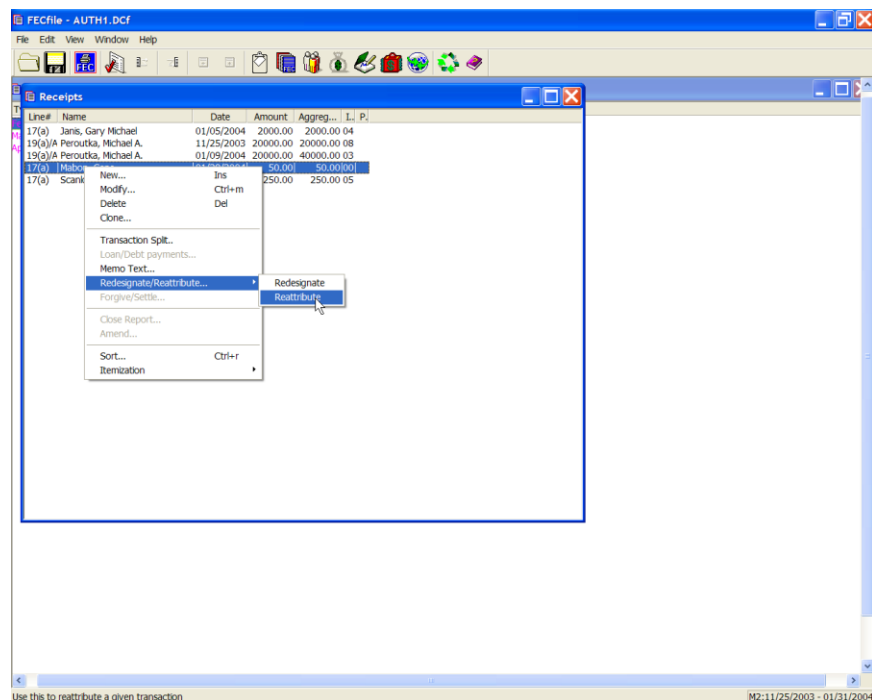 FECfile - AUTH1.DCf
File Edit View Window Help
Receipts
Line# Name Date Amount Aggreg... I.. P.
17(a) Janis, Gary Michael 01/05/2004 2000.00 2000.00 04
19(a)/A Peroutka, Michael A. 11/25/2003 20000.00 20000.00 08
19(a)/A Peroutka, Michael A. 01/09/2004 20000.00 40000.00 03
17(a) 50.00 50.00 00
17(a) Scank 250.00 250.00 05
New... Ins
Modify... Ctrl+m
Delete Del
Clone...
Transaction Split..
Loan/Debt payments...
Memo Text...
Redesignate/Reattribute...
Redesignate
Reattribute
Forgive/Settle...
Close Report...
Amend...
Sort... Ctrl+r
Itemization
Use this to reattribute a given transaction M2:11/25/2003 - 01/31/2004